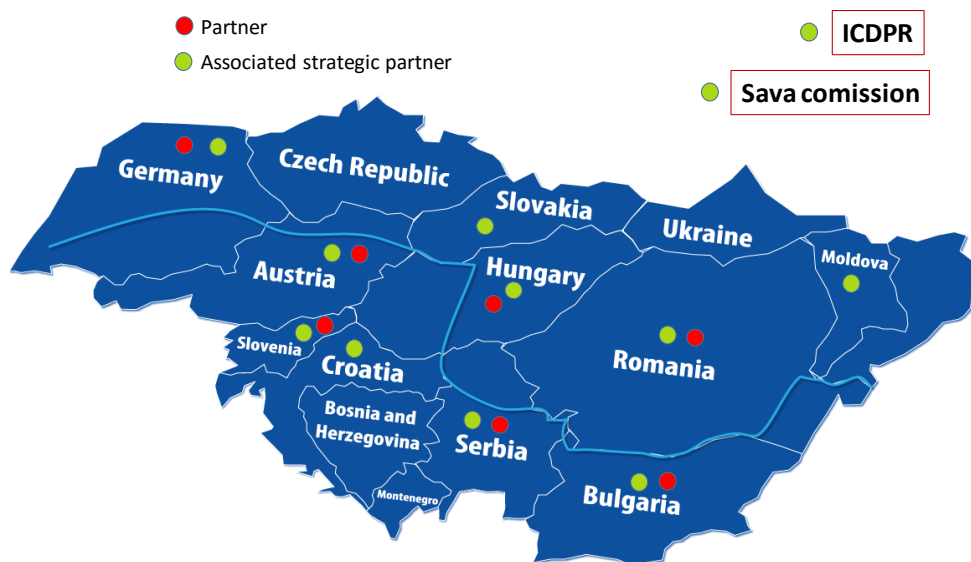 Partner
Associated strategic partner
ICDPR
Sava comission
Germany
Czech Republic
Slovakia
Ukraine
Moldova
Austria
Hungary
Slovenia
Croatia
Romania
Bosnia and
Herzegovina
Serbia
Montenegro
Bulgaria